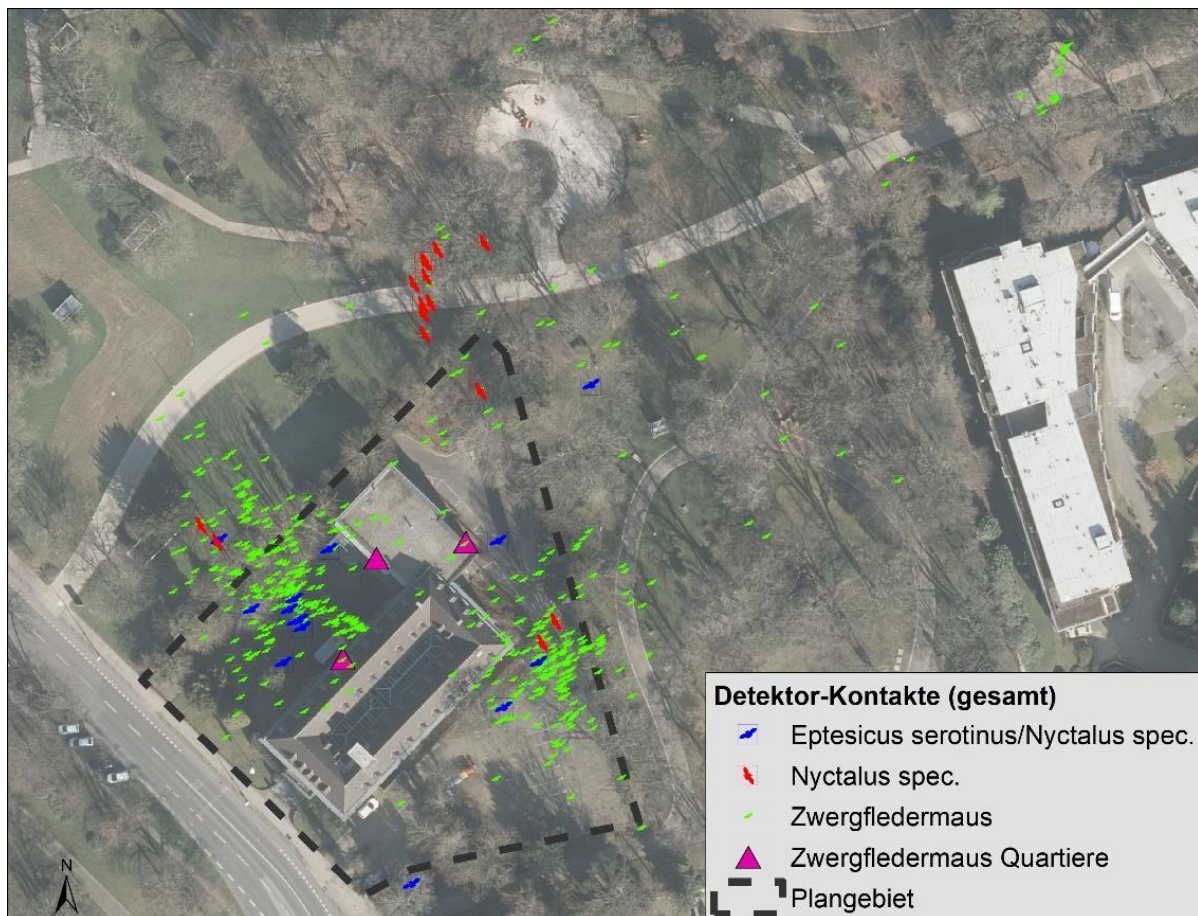 Detektor-Kontakte (gesamt)
Eptesicus serotinus/Nyctalus spec.
Nyctalus spec.
Zwergfledermaus
Zwergfledermaus Quartiere
Plangebiet
N